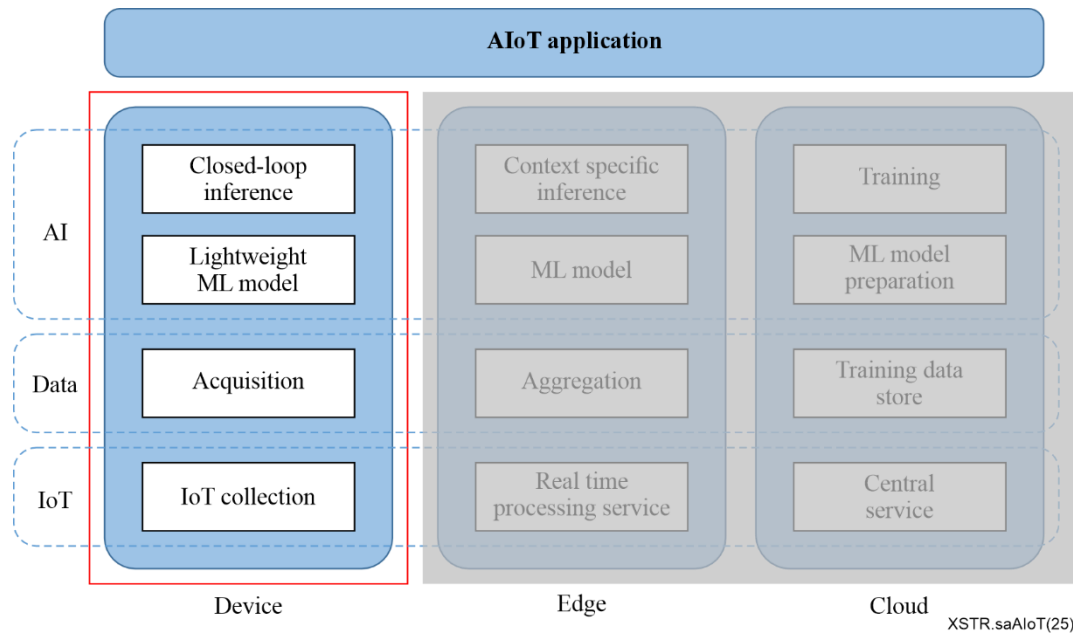 AIoT application
AI
Closed-loop
inference
Context specific
inference
Training
Lightweight
ML model
ML model
ML model
preparation
Data
Acquisition
Aggregation
Training data
store
IoT
IoT collection
Real time
processing service
Central
service
Device
Edge
Cloud
XSTR.saAIoT(25)